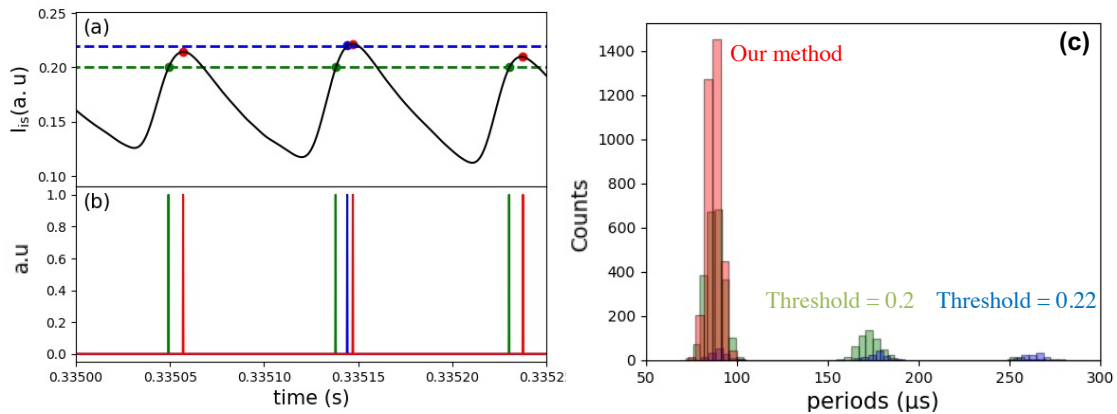 0.25
(a)
0.20
0.15
0.10
I_is(a. u)
(b)
1.0
0.8
0.6
0.4
0.2
0.0
a.u
0.33500
0.33505
0.33510
0.33515
0.33520
0.3352
time (s)
(c)
Our method
1400
1200
1000
800
600
400
200
0
Counts
Threshold = 0.2
Threshold = 0.22
50
100
150
200
250
300
periods (μs)